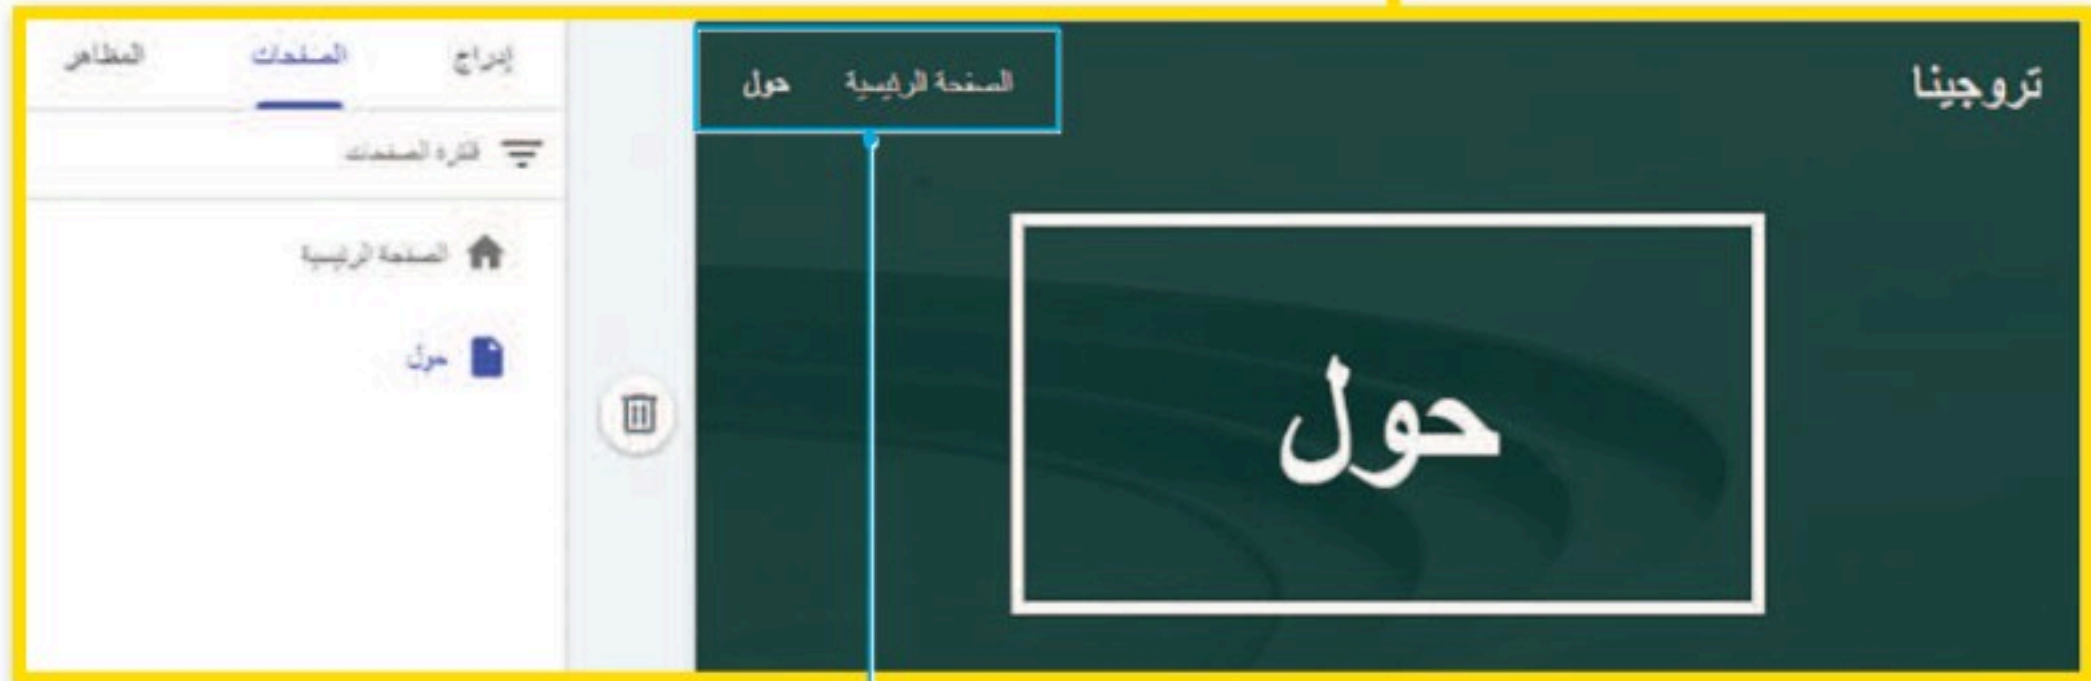 تروجينا
الصفحة الرئيسية حول
حول
إدراج الصفحات المظاهر
فلترة الصفحات
الصفحة الرئيسية
حول